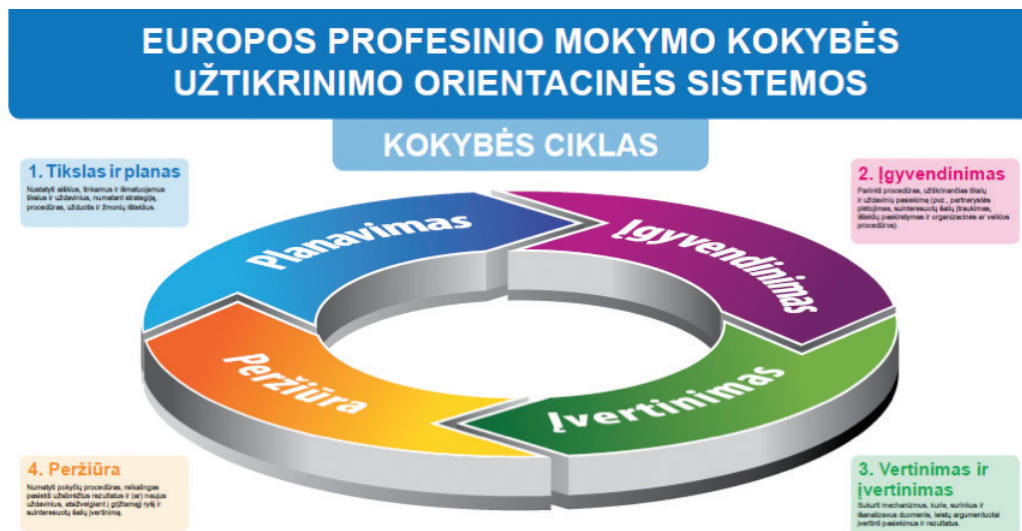 EUROPOS PROFESINIO MOKYMO KOKYBĖS
UŽTIKRINIMO ORIENTACINĖS SISTEMOS
KOKYBĖS CIKLAS
1. Tikslas ir planas
Nustatyti aiškius, tinkamus ir išmatuojamus
tikslus ir uždavinius, numatant strategiją,
procedūras, užduotis ir žmonių išteklius.
2. Įgyvendinimas
Parinkti procedūras, užtikrinančias tikslų
ir uždavinių pasiekimą (pvz., partnerystės
plėtojimas, suinteresuotų šalių įtraukimas,
išteklių paskirstymas ir organizacinės ar veiklos
procedūros).
Planavimas
Įgyvendinimas
Peržiūra
Įvertinimas
4. Peržiūra
Numatyti pokyčių procedūras, reikalingas
pasiekti užsibrėžtus rezultatus ir (ar) naujus
uždavinius, atsižvelgiant į grįžtamąjį ryšį ir
suinteresuotų šalių įvertinimą.
3. Vertinimas ir
įvertinimas
Sukurti mechanizmus, kurie, surinkus ir
išanalizavus duomenis, leistų argumentuotai
įvertinti pasiekimus ir rezultatus.